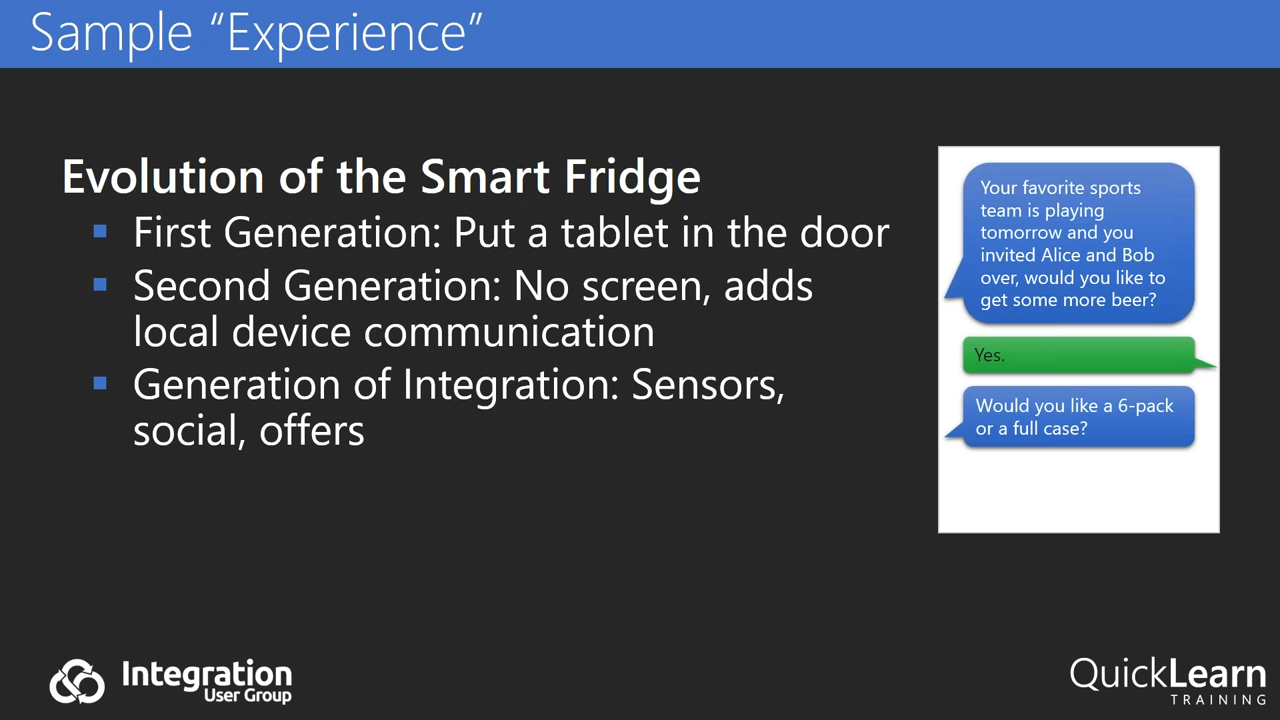 Sample “Experience”
Evolution of the Smart Fridge
First Generation: Put a tablet in the door
Second Generation: No screen, adds
local device communication
Generation of Integration: Sensors,
social, offers
Your favorite sports
team is playing
tomorrow and you
invited Alice and Bob
over, would you like to
get some more beer?
Yes.
Would you like a 6-pack
or a full case?
Integration
User Group
QuickLearn
TRAINING